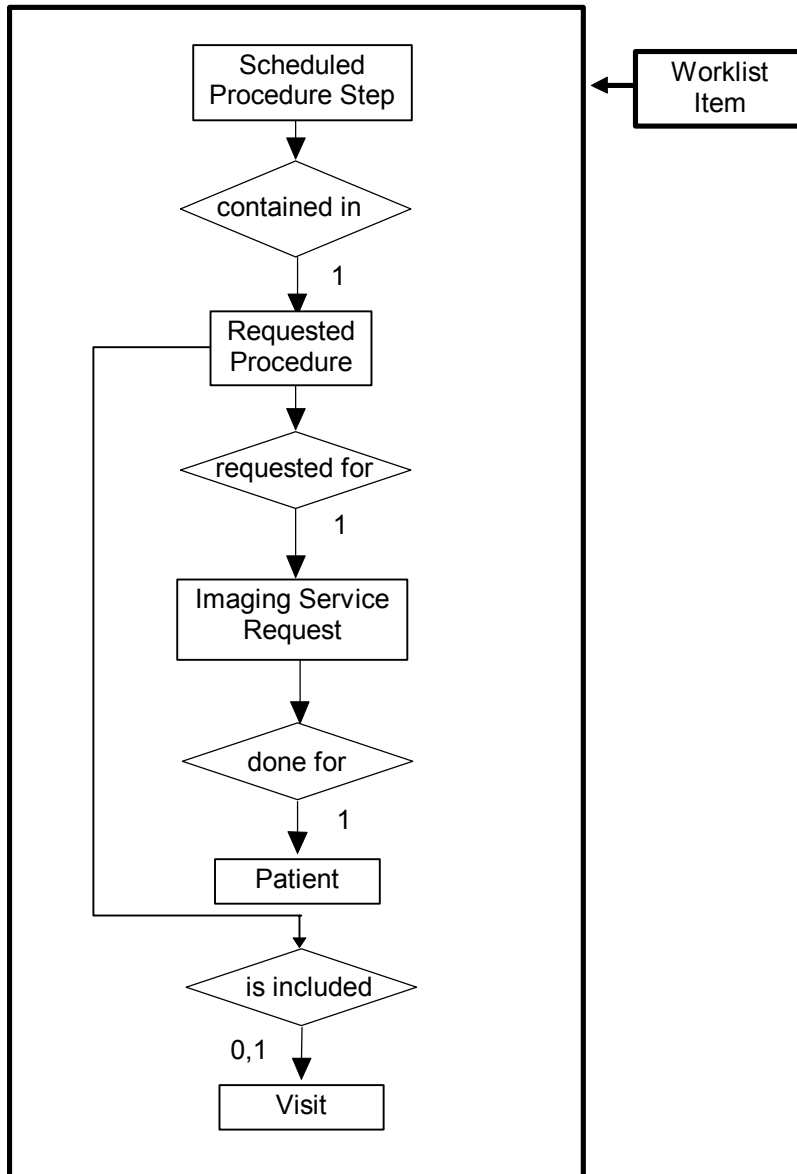 Scheduled
Procedure Step
Worklist
Item
contained in
1
Requested
Procedure
requested for
1
Imaging Service
Request
done for
1
Patient
is included
0,1
Visit